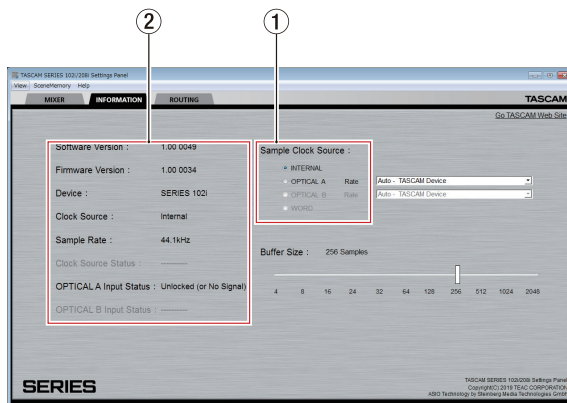 ② ①
TASCAM SERIES 102i/208i Settings Panel
View SceneMemory Help
MIXER INFORMATION ROUTING TASCAM
Go TASCAM Web Site
Software Version : 1.00 0049
Firmware Version : 1.00 0034
Device : SERIES 102i
Clock Source : Internal
Sample Rate : 44.1kHz
Clock Source Status : --------
OPTICAL A Input Status : Unlocked (or No Signal)
OPTICAL B Input Status : --------
Sample Clock Source :
INTERNAL
OPTICAL A Rate Auto - TASCAM Device
OPTICAL B Rate Auto - TASCAM Device
WORD
Buffer Size : 256 Samples
4 8 16 24 32 64 128 256 512 1024 2048
SERIES
TASCAM SERIES 102i/208i Settings Panel
Copyright(C) 2018 TEAC CORPORATION
ASIO Technology by Steinberg Media Technologies GmbH